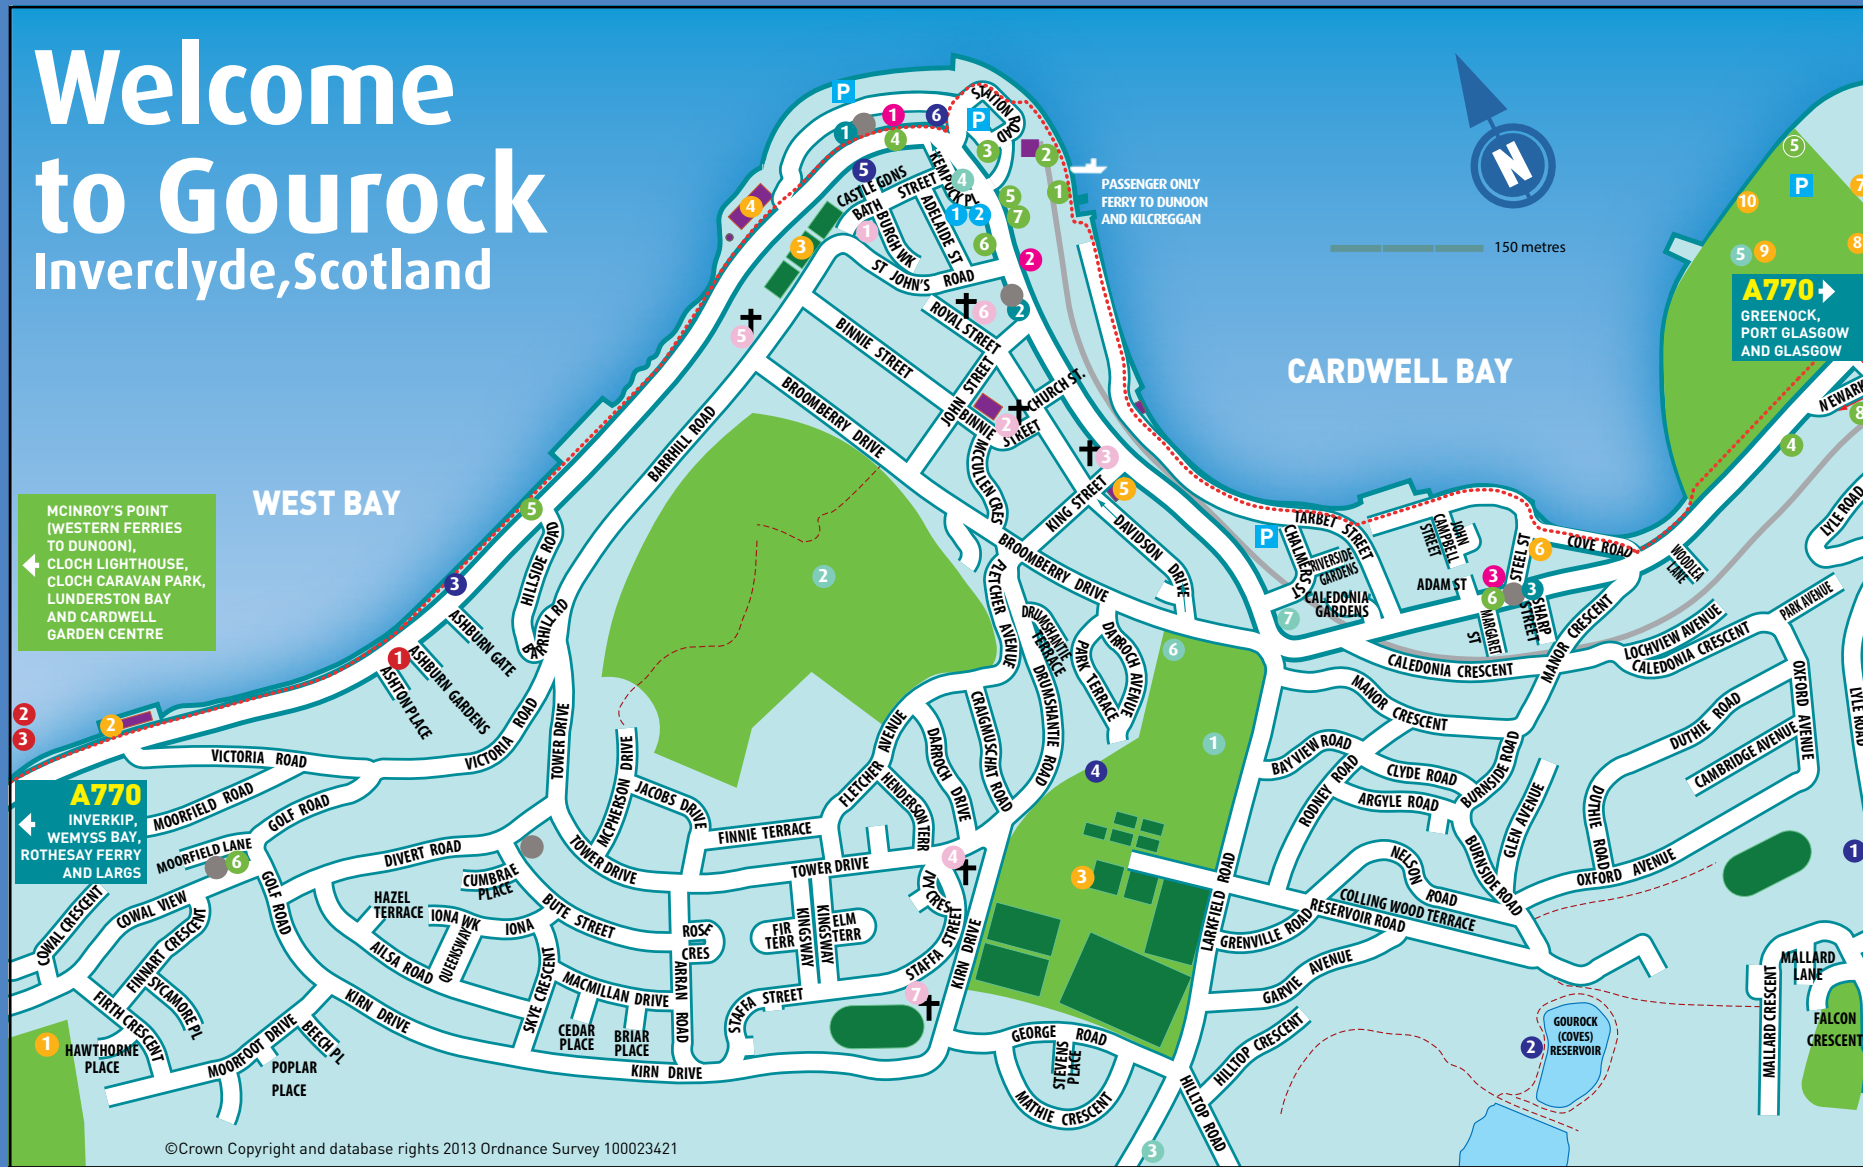 Welcome
to Gourock
Inverclyde, Scotland
WEST BAY
CARDWELL BAY
N
150 metres
PASSENGER ONLY
FERRY TO DUNOON
AND KILCREGGAN
A770
GREENOCK,
PORT GLASGOW
AND GLASGOW
MCINROY'S POINT
(WESTERN FERRIES
TO DUNOON),
CLOCH LIGHTHOUSE,
CLOCH CARAVAN PARK,
LUNDERSTON BAY
AND CARDWELL
GARDEN CENTRE
A770
INVERKIP,
WEMYSS BAY,
ROTHESAY FERRY
AND LARGS
P
P
P
P
STATION ROAD
KEMPOCK PL
CASTLE GDNS
BATH STREET
BURGH WK
ADELAIDE ST
ST JOHN'S ROAD
ROYAL STREET
BINNIE STREET
JOHN STREET
BINNIE STREET
CHURCH ST.
BROOMBERRY DRIVE
BARRHILL ROAD
MCCULLEN CRES
KING STREET
DAVIDSON DRIVE
BROOMBERRY DRIVE
HILLSIDE ROAD
BARRHILL RD
ASHBURN GATE
ASHBURN GARDENS
ASHTON PLACE
VICTORIA ROAD
VICTORIA ROAD
TOWER DRIVE
MOORFIELD ROAD
GOLF ROAD
MOORFIELD LANE
GOLF ROAD
DIVERT ROAD
CUMBRAE
PLACE
HAZEL
TERRACE
IONA WK
IONA
BUTE STREET
QUEENSWAY
AILSA ROAD
SKYE CRESCENT
MACMILLAN DRIVE
CEDAR
PLACE
BRIAR
PLACE
ARRAN ROAD
ROSE
CRES
STAFFA STREET
STAFFA STREET
FIR
TERR
KINGSWAY
KINGSWAY
ELM
TERR
IVY CRES
KIRN DRIVE
KIRN DRIVE
KIRN DRIVE
COWAL CRESCENT
COWAL VIEW
FINNART CRESCENT
SYCAMORE PL
FIRTH CRESCENT
HAWTHORNE
PLACE
MOORFOOT DRIVE
BEECH PL
POPLAR
PLACE
MCPHERSON DRIVE
JACOBS DRIVE
TOWER DRIVE
FINNIE TERRACE
TOWER DRIVE
FLETCHER AVENUE
HENDERSON TERR
DARROCH DRIVE
CRAIGMUSCHAT ROAD
FLETCHER AVENUE
DRUMSHANTIE
TERRACE
DRUMSHANTIE ROAD
PARK TERRACE
DARROCH AVENUE
TARBET STREET
CHALMERS ST
RIVERSIDE
GARDENS
CALEDONIA
GARDENS
JOHN
CAMPBELL
STREET
ADAM ST
STEEL ST
COVE ROAD
MARGARET
ST
SHARP
STREET
WOODLEA
LANE
CALEDONIA CRESCENT
MANOR CRESCENT
MANOR CRESCENT
LOCHVIEW AVENUE
CALEDONIA CRESCENT
PARK AVENUE
OXFORD AVENUE
DUTHIE ROAD
CAMBRIDGE AVENUE
DUTHIE ROAD
OXFORD AVENUE
BAY VIEW ROAD
RODNEY ROAD
CLYDE ROAD
ARGYLE ROAD
BURNSIDE ROAD
GLEN AVENUE
BURNSIDE ROAD
NELSON ROAD
COLLING WOOD TERRACE
RESERVOIR ROAD
GRENVILLE ROAD
LARKFIELD ROAD
GARVIE AVENUE
HILLTOP CRESCENT
HILLTOP ROAD
GEORGE ROAD
STEVENS
PLACE
MATHIE CRESCENT
GOUROCK
(COVES)
RESERVOIR
MALLARD
LANE
MALLARD CRESCENT
FALCON
CRESCENT
LYLE ROAD
LYLE ROAD
NEWARK
©Crown Copyright and database rights 2013 Ordnance Survey 100023421